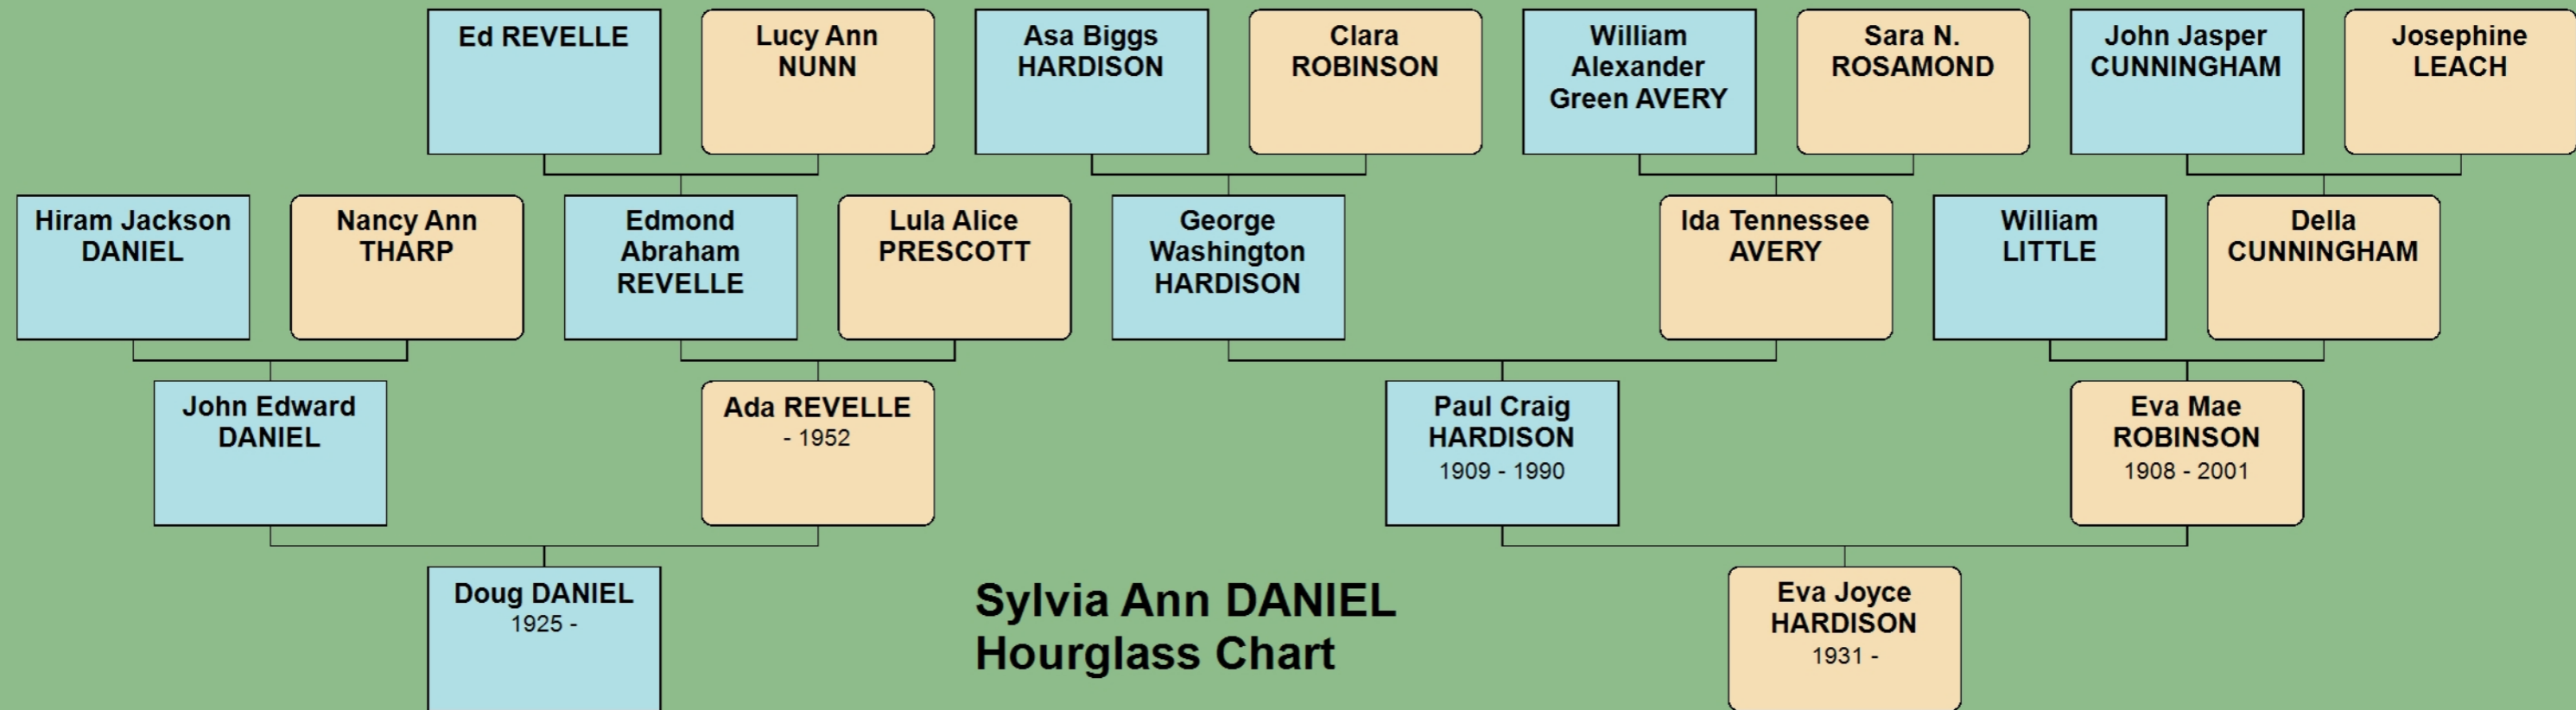 Ed REVELLE
Lucy Ann
NUNN
Asa Biggs
HARDISON
Clara
ROBINSON
William
Alexander
Green AVERY
Sara N.
ROSAMOND
John Jasper
CUNNINGHAM
Josephine
LEACH
Hiram Jackson
DANIEL
Nancy Ann
THARP
Edmond
Abraham
REVELLE
Lula Alice
PRESCOTT
George
Washington
HARDISON
Ida Tennessee
AVERY
William
LITTLE
Della
CUNNINGHAM
John Edward
DANIEL
Ada REVELLE
- 1952
Paul Craig
HARDISON
1909 - 1990
Eva Mae
ROBINSON
1908 - 2001
Doug DANIEL
1925 -
Sylvia Ann DANIEL
Hourglass Chart
Eva Joyce
HARDISON
1931 -